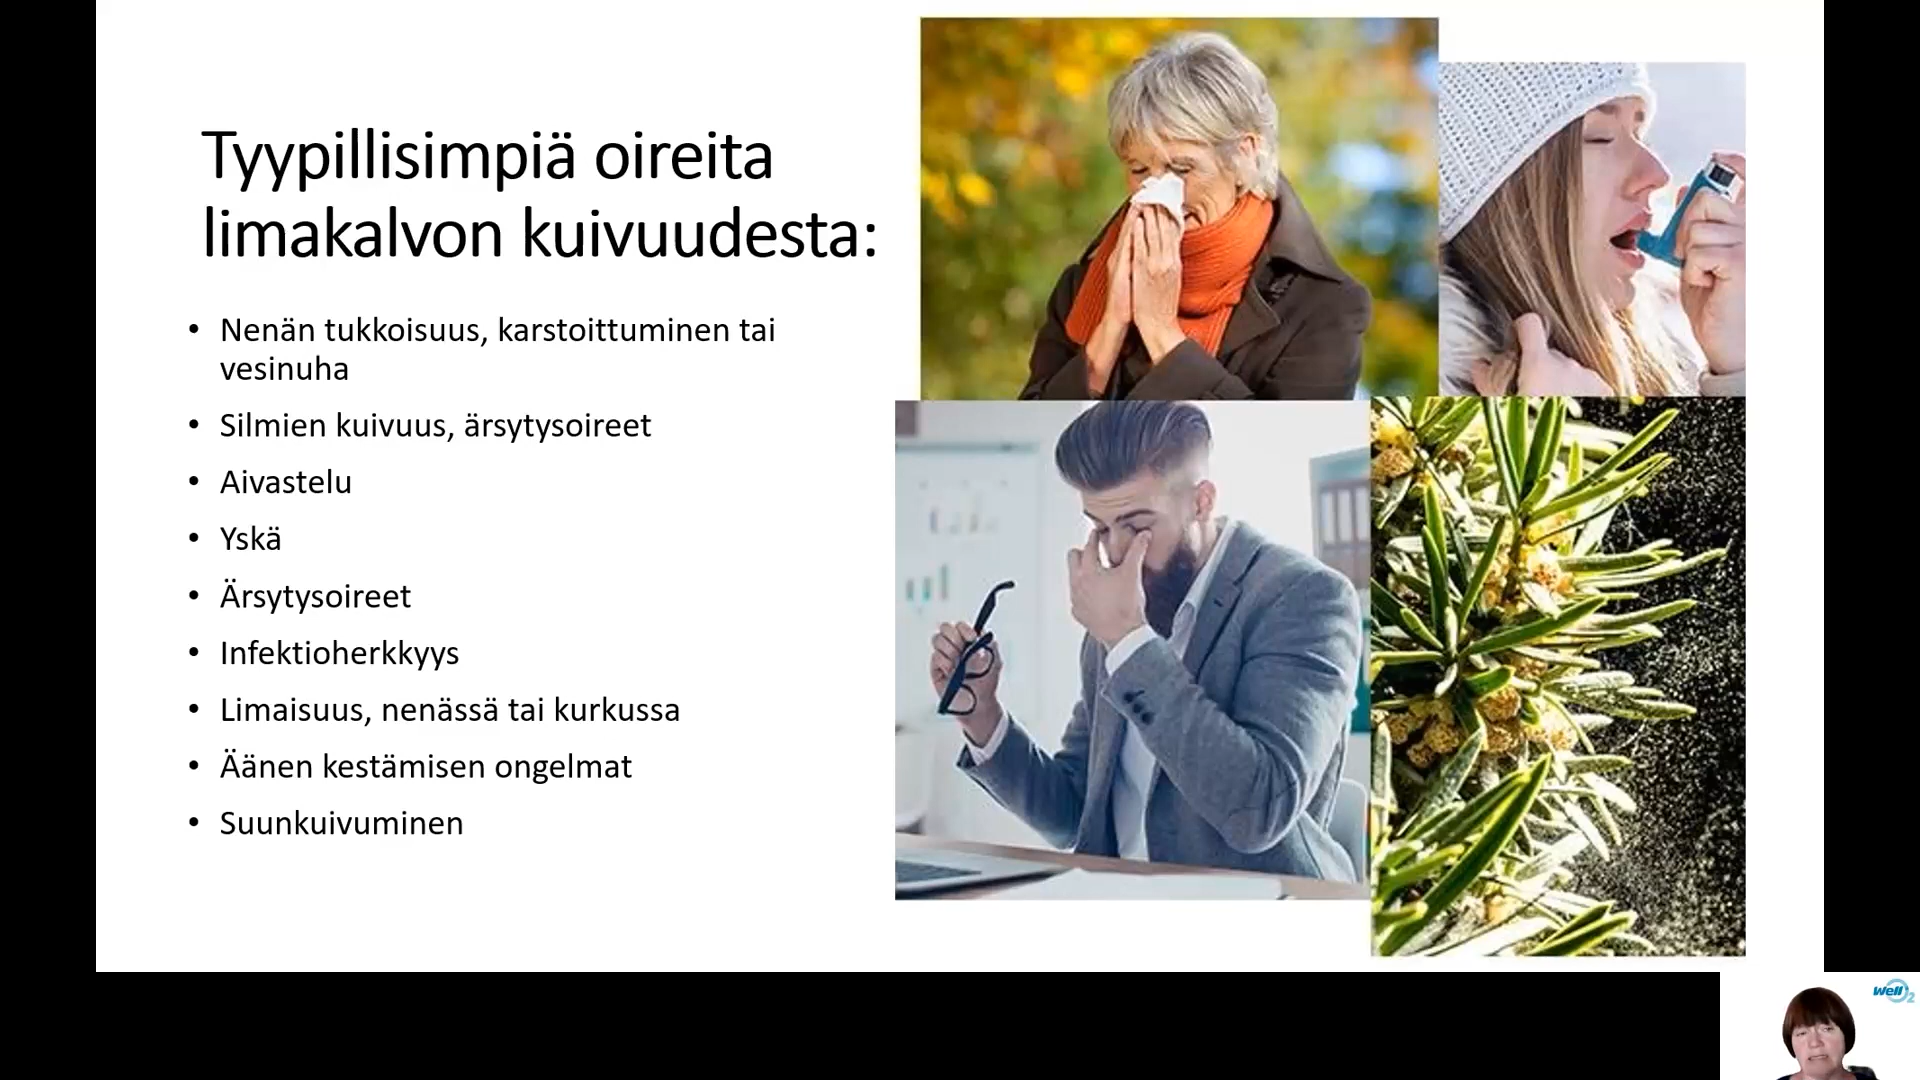 Tyypillisimpiä oireita
limakalvon kuivuudesta:
• Nenän tukkoisuus, karstoittuminen tai
vesinuha
• Silmien kuivuus, ärsytysoireet
• Aivastelu
• Yskä
• Ärsytysoireet
• Infektioherkkyys
• Limaisuus, nenässä tai kurkussa
• Äänen kestämisen ongelmat
• Suunkuivuminen
WellO2